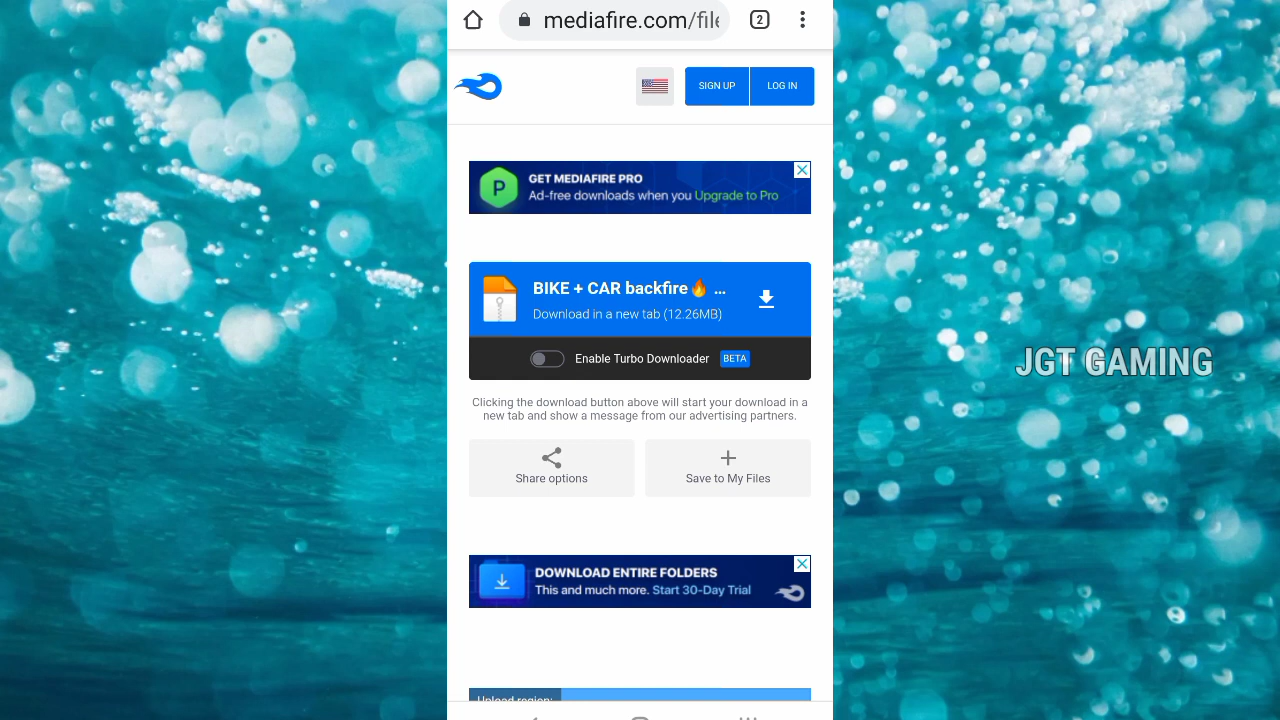 mediafire.com/file
2
SIGN UP
LOG IN
P
GET MEDIAFIRE PRO
Ad-free downloads when you Upgrade to Pro
BIKE + CAR backfire🔥 ...
Download in a new tab (12.26MB)
Enable Turbo Downloader BETA
Clicking the download button above will start your download in a
new tab and show a message from our advertising partners.
Share options
Save to My Files
DOWNLOAD ENTIRE FOLDERS
This and much more. Start 30-Day Trial
Upload region:
JGT GAMING